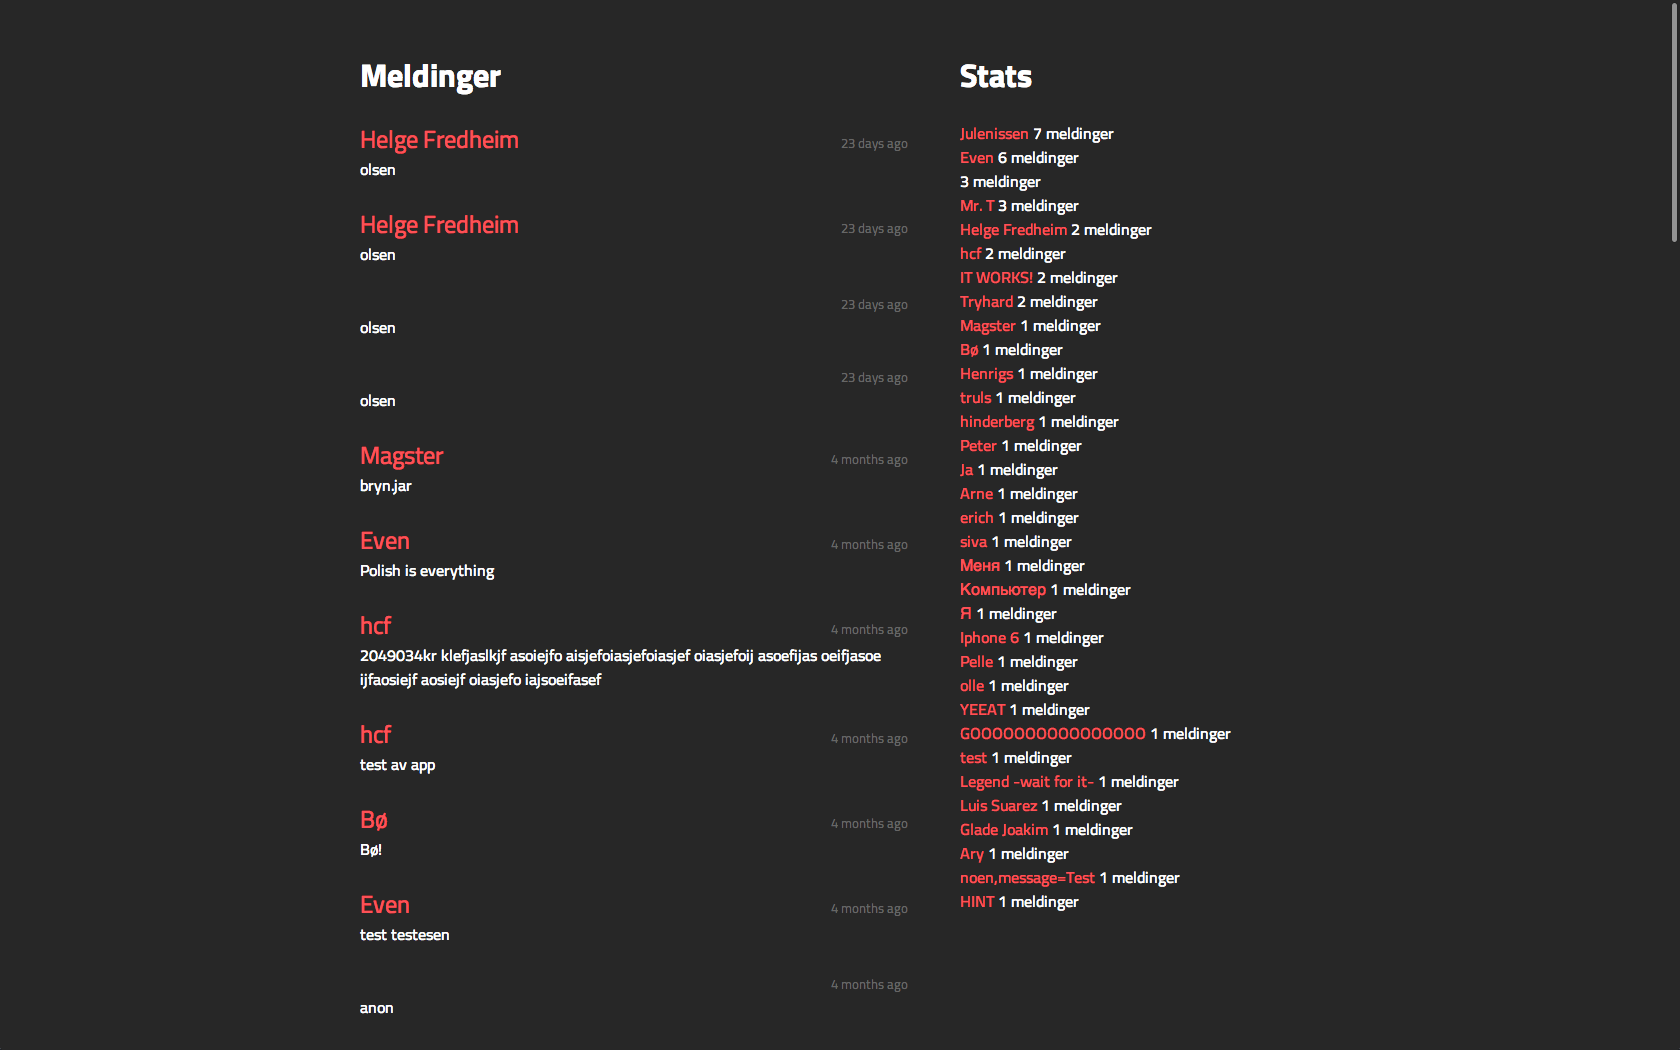 Meldinger
Helge Fredheim
23 days ago
olsen
Helge Fredheim
23 days ago
olsen
23 days ago
olsen
23 days ago
olsen
Magster
4 months ago
bryn.jar
Even
4 months ago
Polish is everything
hcf
4 months ago
2049034kr klefjaslkjf asoiejfo aisjefoiasjefoiasjef oiasjefoij asoefijas oeifjasoe
ijfaosiejf aosiejf oiasjefo iajsoeifasef
hcf
4 months ago
test av app
Bø
4 months ago
Bø!
Even
4 months ago
test testesen
4 months ago
anon
Stats
Julenissen 7 meldinger
Even 6 meldinger
3 meldinger
Mr. T 3 meldinger
Helge Fredheim 2 meldinger
hcf 2 meldinger
IT WORKS! 2 meldinger
Tryhard 2 meldinger
Magster 1 meldinger
Bø 1 meldinger
Henrigs 1 meldinger
truls 1 meldinger
hinderberg 1 meldinger
Peter 1 meldinger
Ja 1 meldinger
Arne 1 meldinger
erich 1 meldinger
siva 1 meldinger
Меня 1 meldinger
Компьютер 1 meldinger
Я 1 meldinger
Iphone 6 1 meldinger
Pelle 1 meldinger
olle 1 meldinger
YEEAT 1 meldinger
GOOOOOOOOOOOOOOOO 1 meldinger
test 1 meldinger
Legend -wait for it- 1 meldinger
Luis Suarez 1 meldinger
Glade Joakim 1 meldinger
Ary 1 meldinger
noen,message=Test 1 meldinger
HINT 1 meldinger